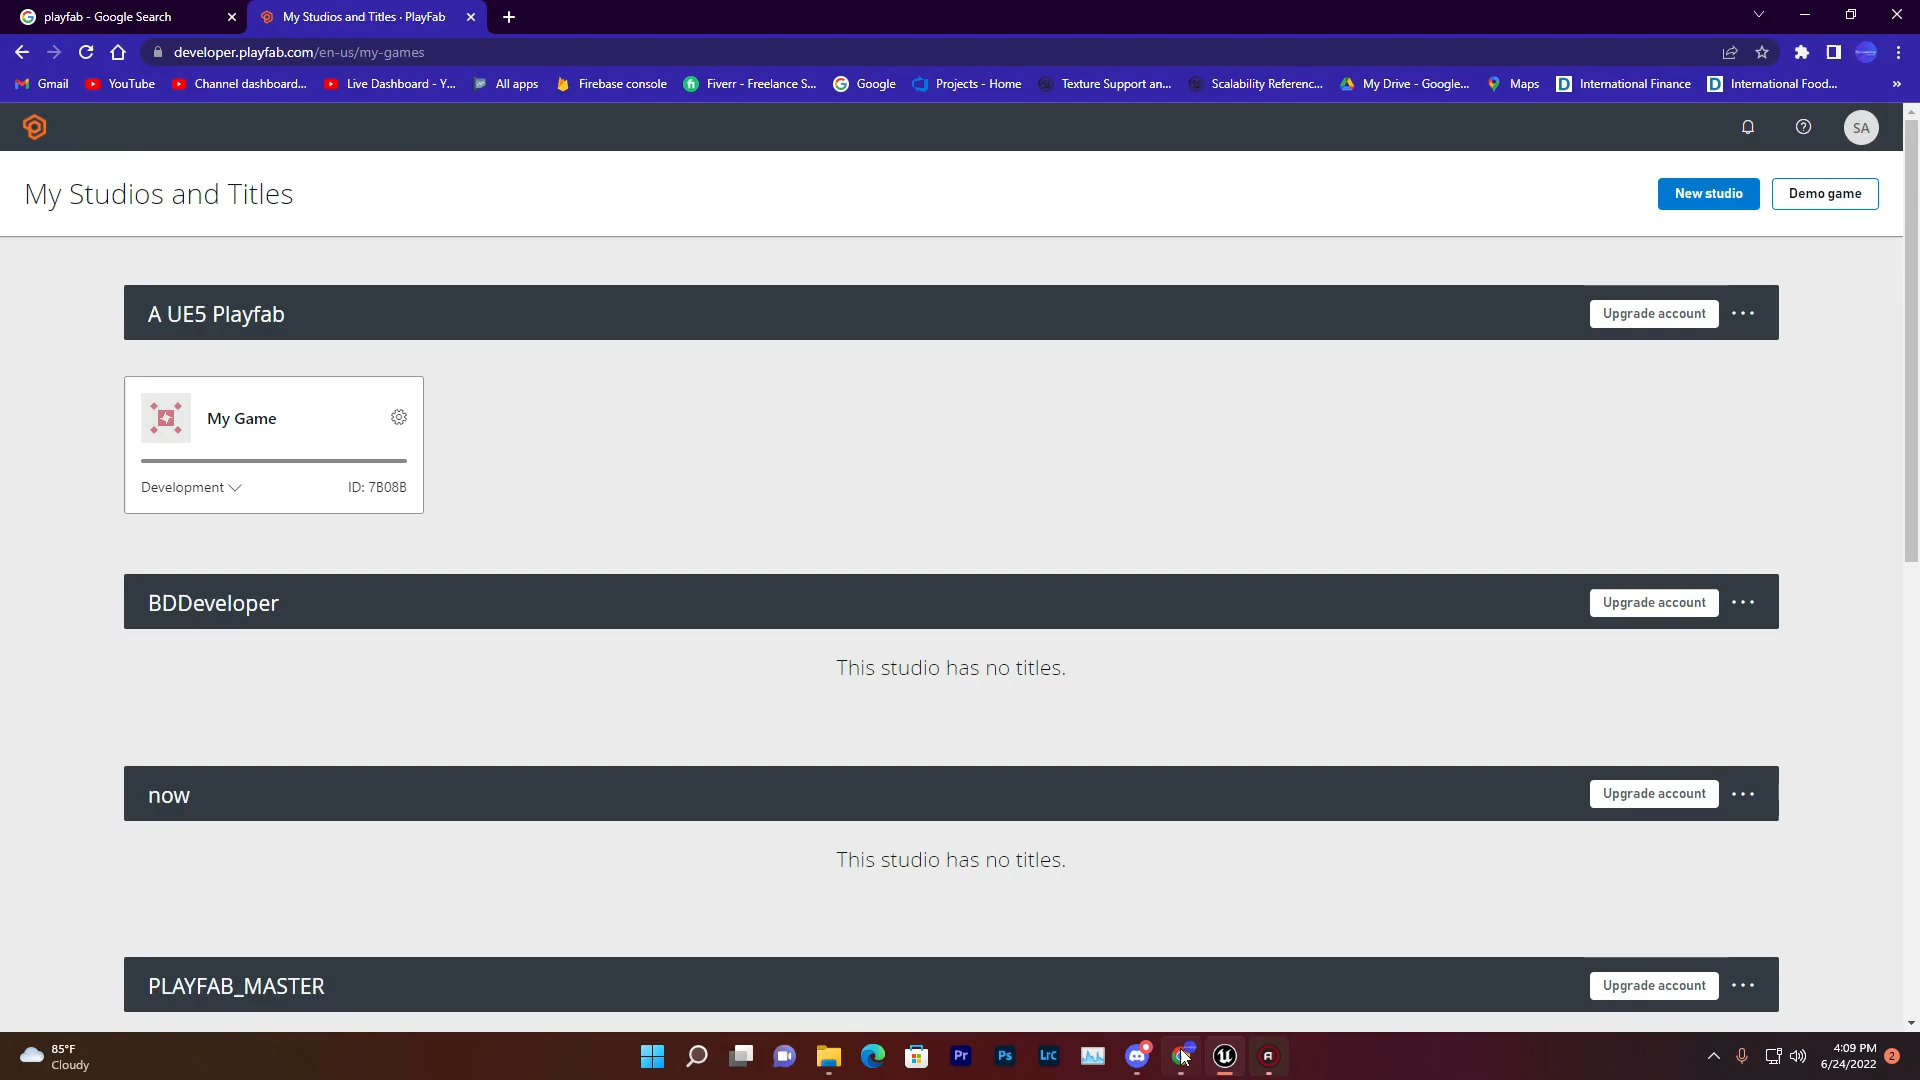 playfab - Google Search
My Studios and Titles · PlayFab
developer.playfab.com/en-us/my-games
Gmail
YouTube
Channel dashboard...
Live Dashboard - Y...
All apps
Firebase console
Fiverr - Freelance S...
Google
Projects - Home
Texture Support an...
Scalability Referenc...
My Drive - Google...
Maps
International Finance
International Food...
SA
My Studios and Titles
New studio
Demo game
A UE5 Playfab
Upgrade account
My Game
Development
ID: 7B08B
BDDeveloper
Upgrade account
This studio has no titles.
now
Upgrade account
This studio has no titles.
PLAYFAB_MASTER
Upgrade account
85°F
Cloudy
Pr
Ps
LrC
4:09 PM
6/24/2022
2